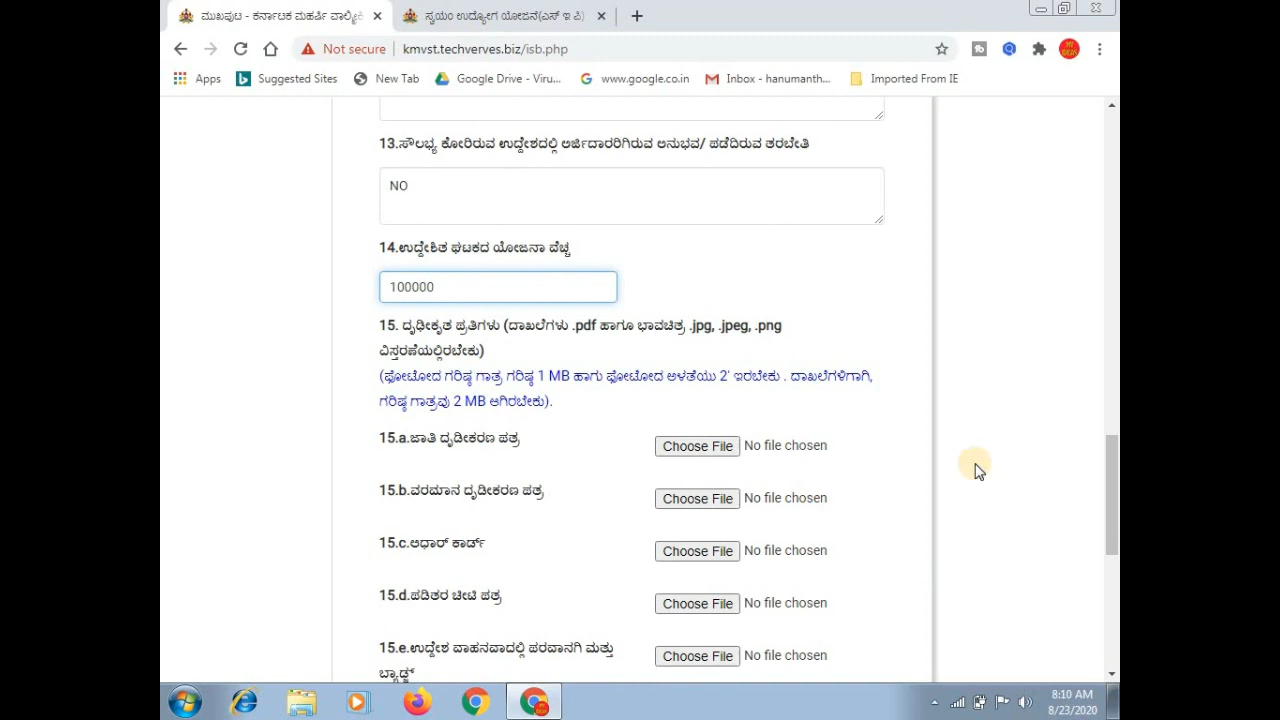 ಮುಖಪುಟ - ಕರ್ನಾಟಕ ಮಹರ್ಷಿ ವಾಲ್ಮೀಕಿ
ಸ್ವಯಂ ಉದ್ಯೋಗ ಯೋಜನೆ(ಎಸ್ ಇ ಪಿ)
Not secure
kmvst.techverves.biz/isb.php
Apps
Suggested Sites
New Tab
Google Drive - Viru...
www.google.co.in
Inbox - hanumanth...
Imported From IE
13.ಸೌಲಭ್ಯ ಕೋರಿರುವ ಉದ್ದೇಶದಲ್ಲಿ ಅರ್ಜಿದಾರರಿಗಿರುವ ಅನುಭವ/ ಪಡೆದಿರುವ ತರಬೇತಿ
NO
14.ಉದ್ದೇಶಿತ ಘಟಕದ ಯೋಜನಾ ವೆಚ್ಚ
100000
15. ದೃಢೀಕೃತ ಪ್ರತಿಗಳು (ದಾಖಲೆಗಳು .pdf ಹಾಗೂ ಭಾವಚಿತ್ರ .jpg, .jpeg, .png
ವಿಸ್ತರಣೆಯಲ್ಲಿರಬೇಕು)
(ಫೋಟೋದ ಗರಿಷ್ಠ ಗಾತ್ರ ಗರಿಷ್ಠ 1 MB ಹಾಗು ಫೋಟೋದ ಅಳತೆಯು 2' ಇರಬೇಕು . ದಾಖಲೆಗಳಿಗಾಗಿ,
ಗರಿಷ್ಠ ಗಾತ್ರವು 2 MB ಆಗಿರಬೇಕು).
15.a.ಜಾತಿ ದೃಡೀಕರಣ ಪತ್ರ
Choose File No file chosen
15.b.ವರಮಾನ ದೃಡೀಕರಣ ಪತ್ರ
Choose File No file chosen
15.c.ಅಧಾರ್ ಕಾರ್ಡ್
Choose File No file chosen
15.d.ಪಡಿತರ ಚೀಟಿ ಪತ್ರ
Choose File No file chosen
15.e.ಉದ್ದೇಶ ವಾಹನವಾದಲ್ಲಿ ಪರವಾನಗಿ ಮತ್ತು
ಬ್ಯಾಡ್ಜ್
Choose File No file chosen
8:10 AM
8/23/2020